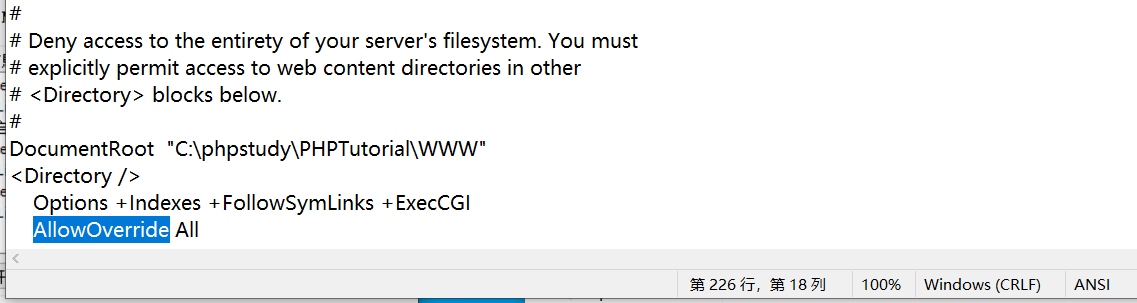 #
# Deny access to the entirety of your server's filesystem. You must
# explicitly permit access to web content directories in other
# <Directory> blocks below.
#
DocumentRoot "C:\phpstudy\PHPTutorial\WWW"
<Directory />
Options +Indexes +FollowSymLinks +ExecCGI
AllowOverride All
第 226 行，第 18 列 100% Windows (CRLF) ANSI